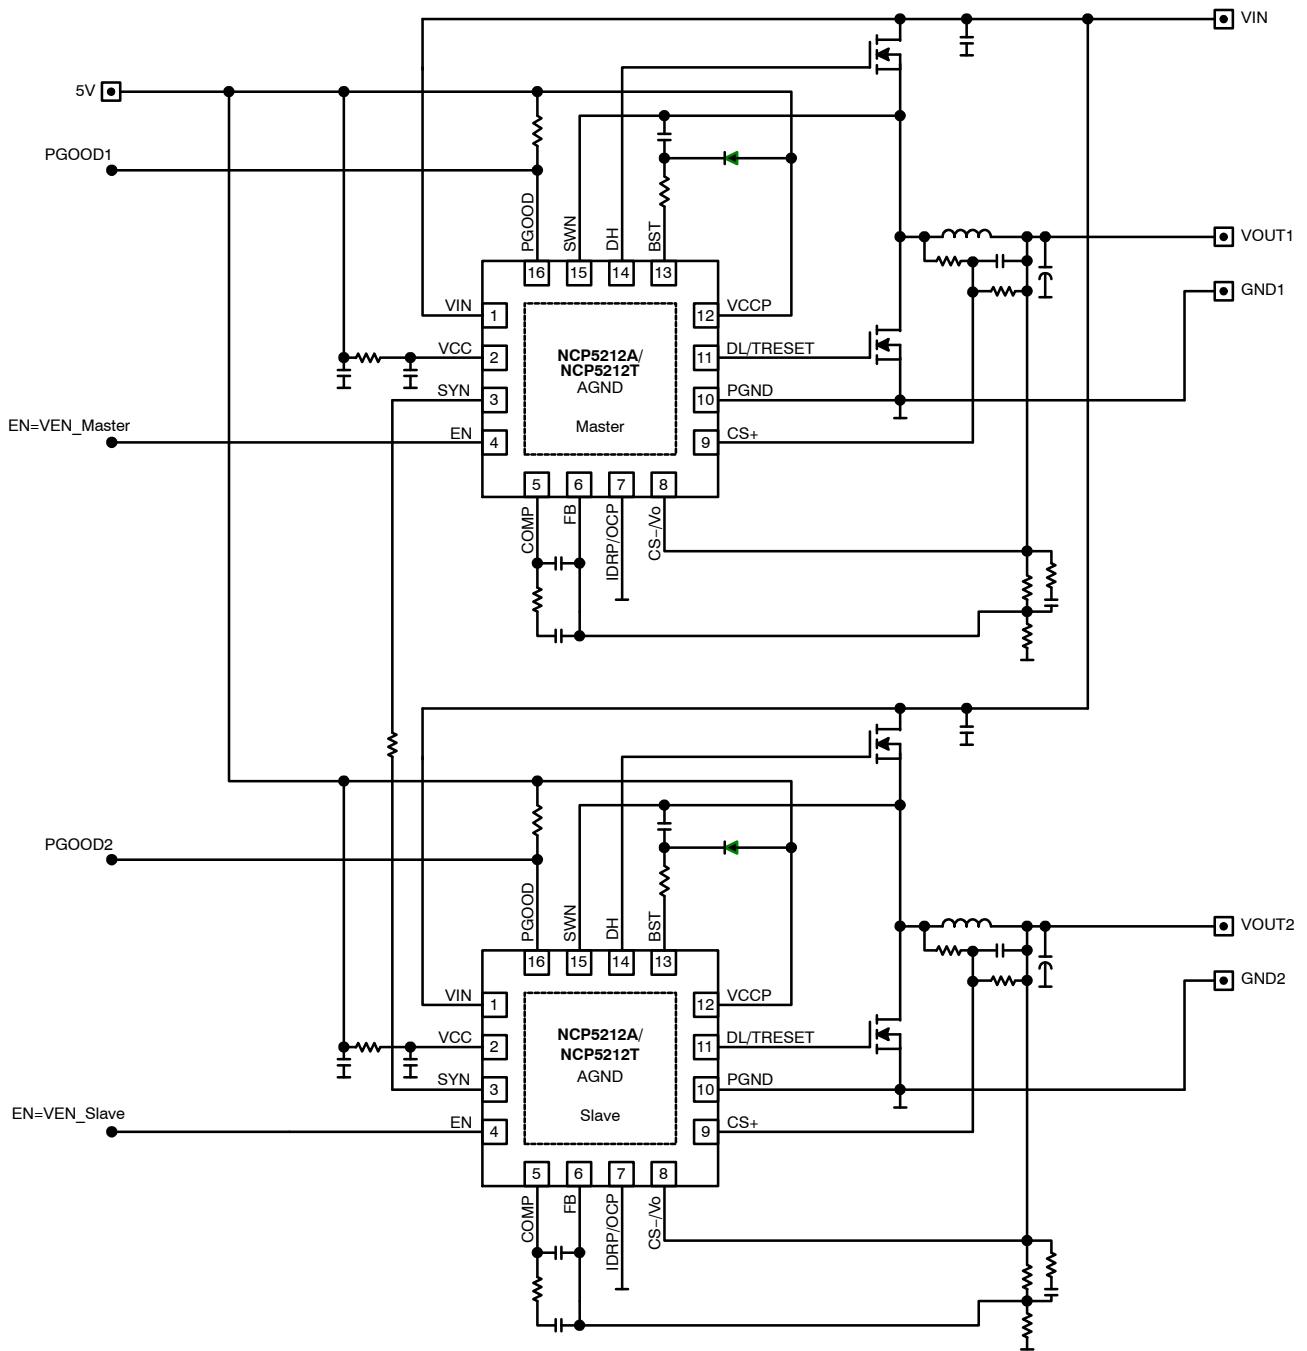 VIN
5V
PGOOD1
PGOOD
SWN
DH
BST
16
15
14
13
VOUT1
GND1
VIN
1
12
VCCP
VCC
2
NCP5212A/
NCP5212T
AGND
11
DL/TRESET
SYN
3
10
PGND
EN=VEN_Master
EN
4
Master
9
CS+
5
6
7
8
COMP
FB
IDRP/OCP
CS−/Vo
PGOOD2
PGOOD
SWN
DH
BST
16
15
14
13
VOUT2
GND2
VIN
1
12
VCCP
VCC
2
NCP5212A/
NCP5212T
AGND
11
DL/TRESET
SYN
3
10
PGND
EN=VEN_Slave
EN
4
Slave
9
CS+
5
6
7
8
COMP
FB
IDRP/OCP
CS−/Vo